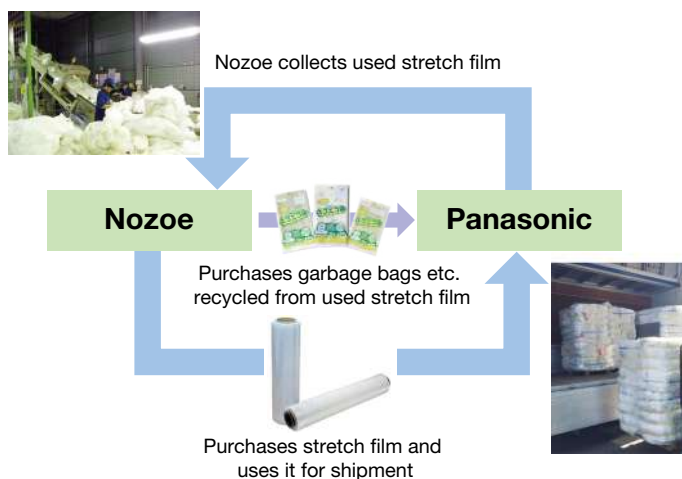 Nozoe collects used stretch film
Nozoe
Panasonic
Purchases garbage bags etc.
recycled from used stretch film
Purchases stretch film and
uses it for shipment